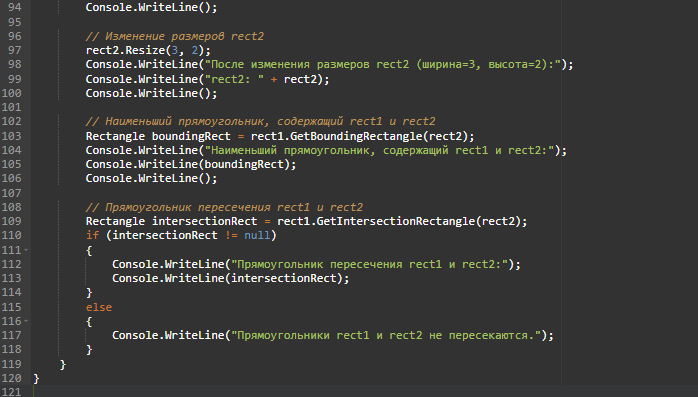 94 Console.WriteLine();
95
96 // Изменение размеров rect2
97 rect2.Resize(3, 2);
98 Console.WriteLine("После изменения размеров rect2 (ширина=3, высота=2):");
99 Console.WriteLine("rect2: " + rect2);
100 Console.WriteLine();
101
102 // Наименьший прямоугольник, содержащий rect1 и rect2
103 Rectangle boundingRect = rect1.GetBoundingRectangle(rect2);
104 Console.WriteLine("Наименьший прямоугольник, содержащий rect1 и rect2:");
105 Console.WriteLine(boundingRect);
106 Console.WriteLine();
107
108 // Прямоугольник пересечения rect1 и rect2
109 Rectangle intersectionRect = rect1.GetIntersectionRectangle(rect2);
110 if (intersectionRect != null)
111 {
112 Console.WriteLine("Прямоугольник пересечения rect1 и rect2:");
113 Console.WriteLine(intersectionRect);
114 }
115 else
116 {
117 Console.WriteLine("Прямоугольники rect1 и rect2 не пересекаются.");
118 }
119 }
120 }
121